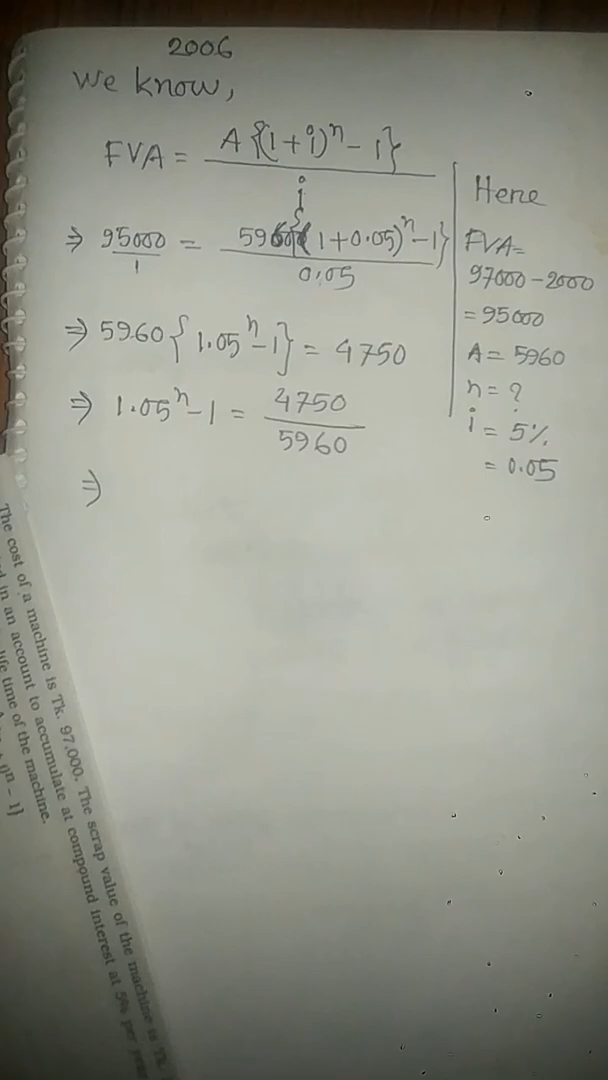 2006
We know,
FVA = A{(1+i)ⁿ - 1} / i
⇒ 95000/1 = 5960{(1+0.05)ⁿ-1} / 0.05
⇒ 5960{1.05ⁿ-1} = 4750
⇒ 1.05ⁿ-1 = 4750 / 5960
⇒
Here
FVA=
97000-2000
= 95000
A = 5960
n = ?
i = 5%
= 0.05
The cost of a machine is Tk. 97,000. The scrap value of the machine is Tk.
in an account to accumulate at compound interest at 5% per year
life time of the machine.
)ⁿ - 1}